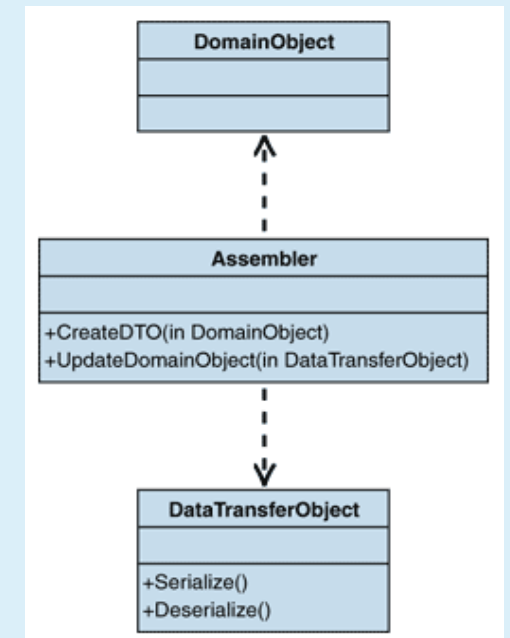 DomainObject
Assembler
+CreateDTO(in DomainObject)
+UpdateDomainObject(in DataTransferObject)
DataTransferObject
+Serialize()
+Deserialize()